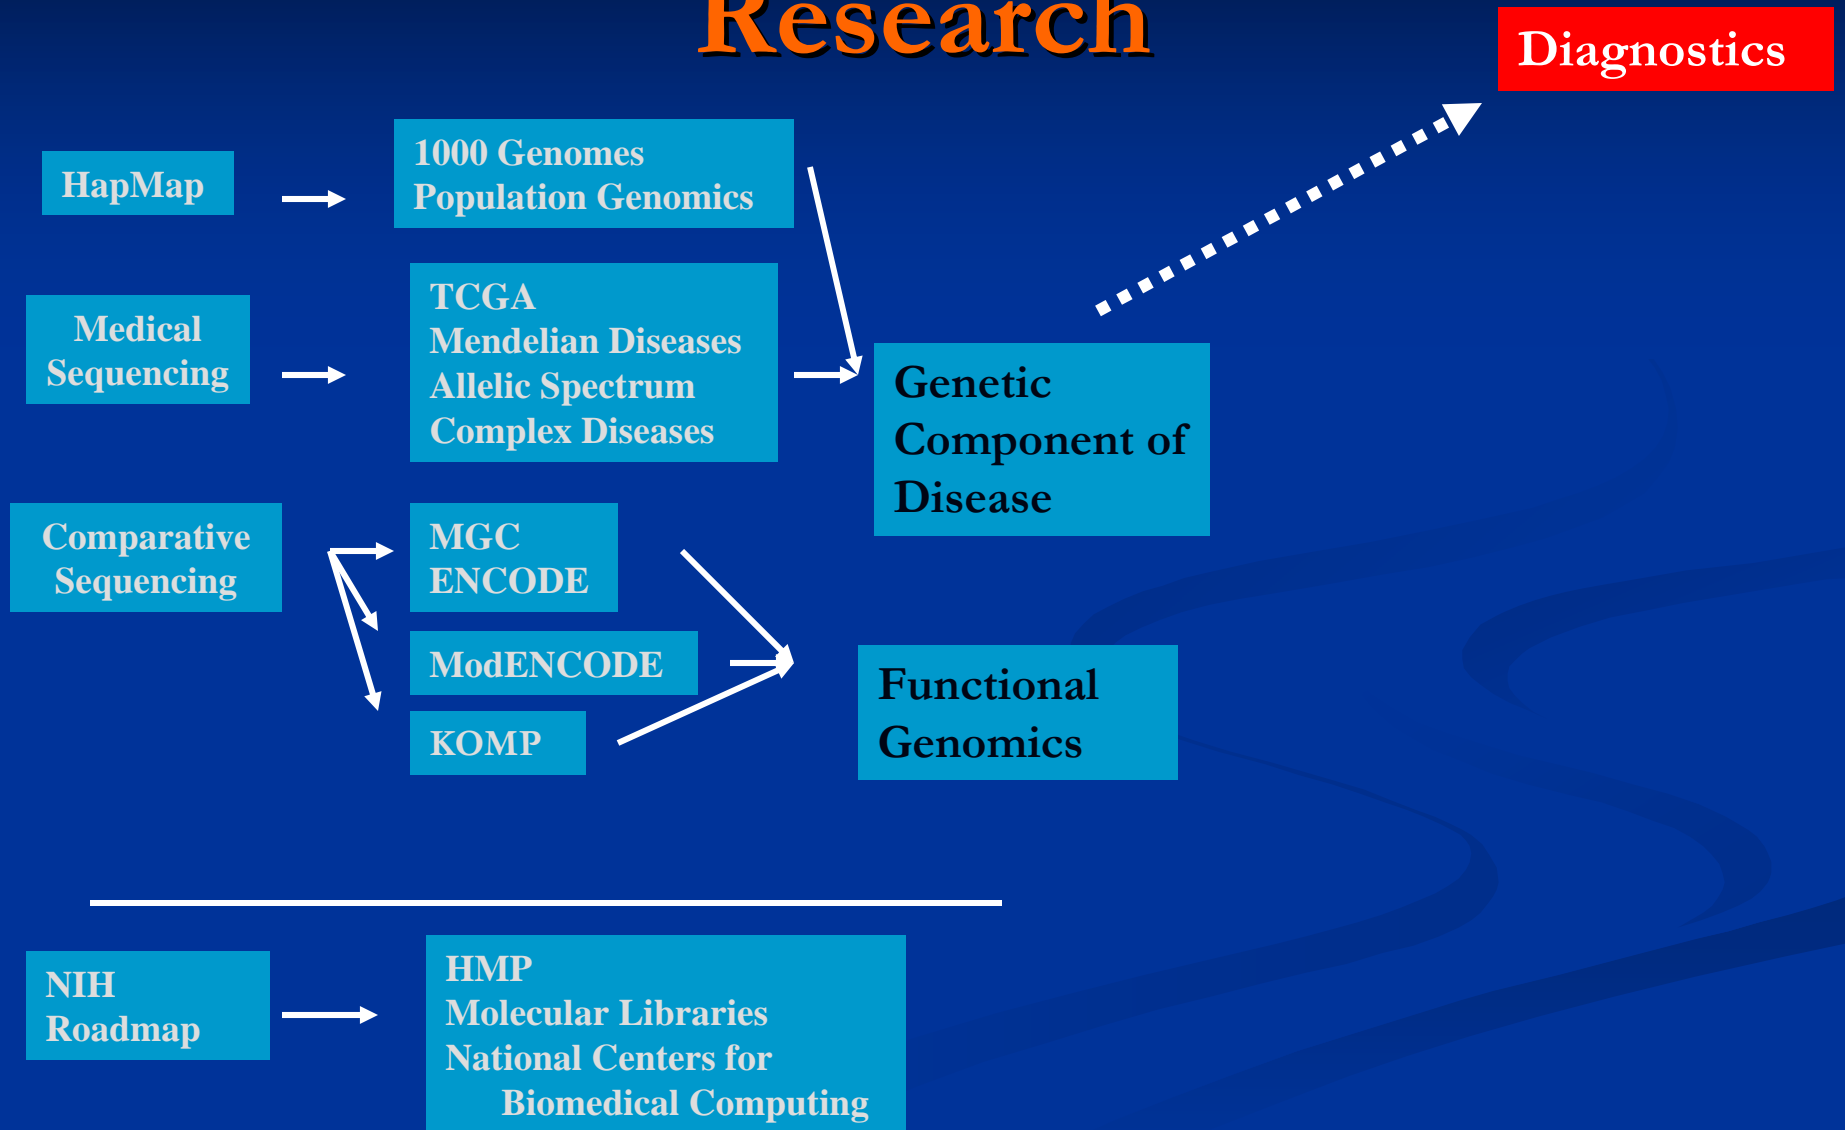 Research
Diagnostics
HapMap
1000 Genomes
Population Genomics
Medical
Sequencing
TCGA
Mendelian Diseases
Allelic Spectrum
Complex Diseases
Genetic
Component of
Disease
Comparative
Sequencing
MGC
ENCODE
ModENCODE
KOMP
Functional
Genomics
NIH
Roadmap
HMP
Molecular Libraries
National Centers for
Biomedical Computing